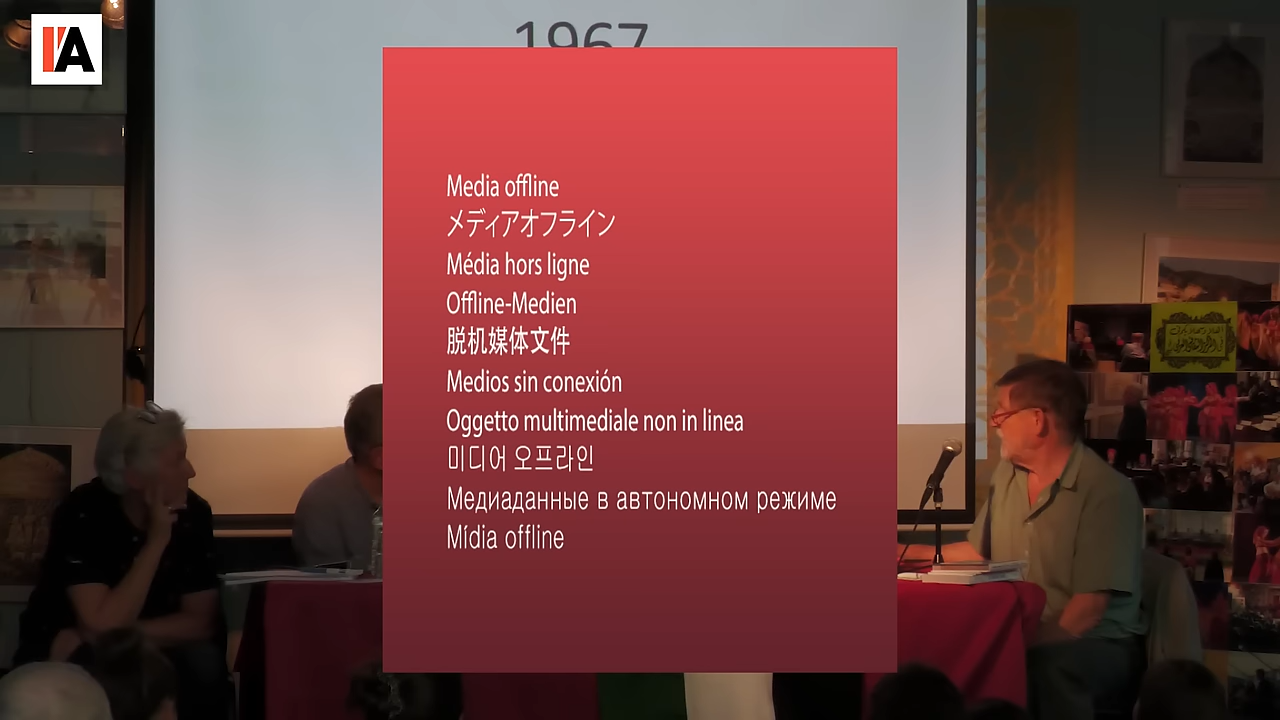 IA
1967
Media offline
メディアオフライン
Média hors ligne
Offline-Medien
脱机媒体文件
Medios sin conexión
Oggetto multimediale non in linea
미디어 오프라인
Медиаданные в автономном режиме
Mídia offline